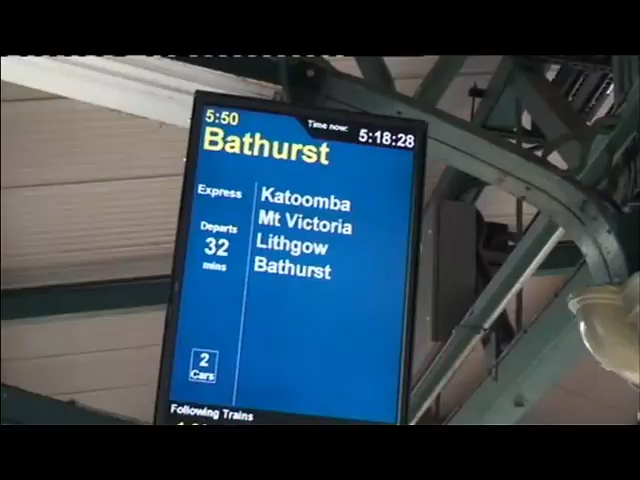 5:50
Time now: 5:18:28
Bathurst
Express
Katoomba
Mt Victoria
Lithgow
Bathurst
Departs
32
mins
2
Cars
Following Trains